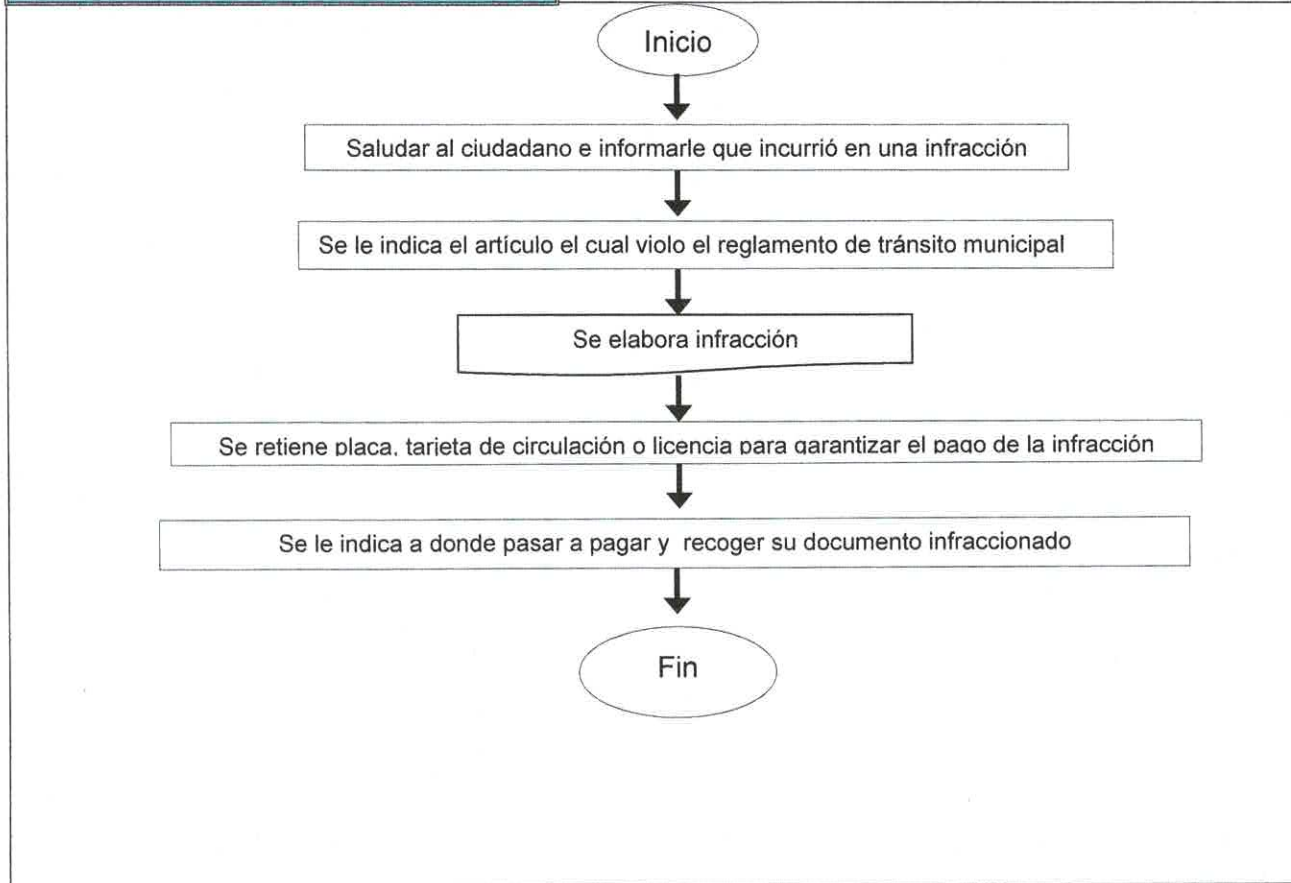 Inicio
Saludar al ciudadano e informarle que incurrió en una infracción
Se le indica el artículo el cual violo el reglamento de tránsito municipal
Se elabora infracción
Se retiene placa, tarjeta de circulación o licencia para garantizar el pago de la infracción
Se le indica a donde pasar a pagar y recoger su documento infraccionado
Fin